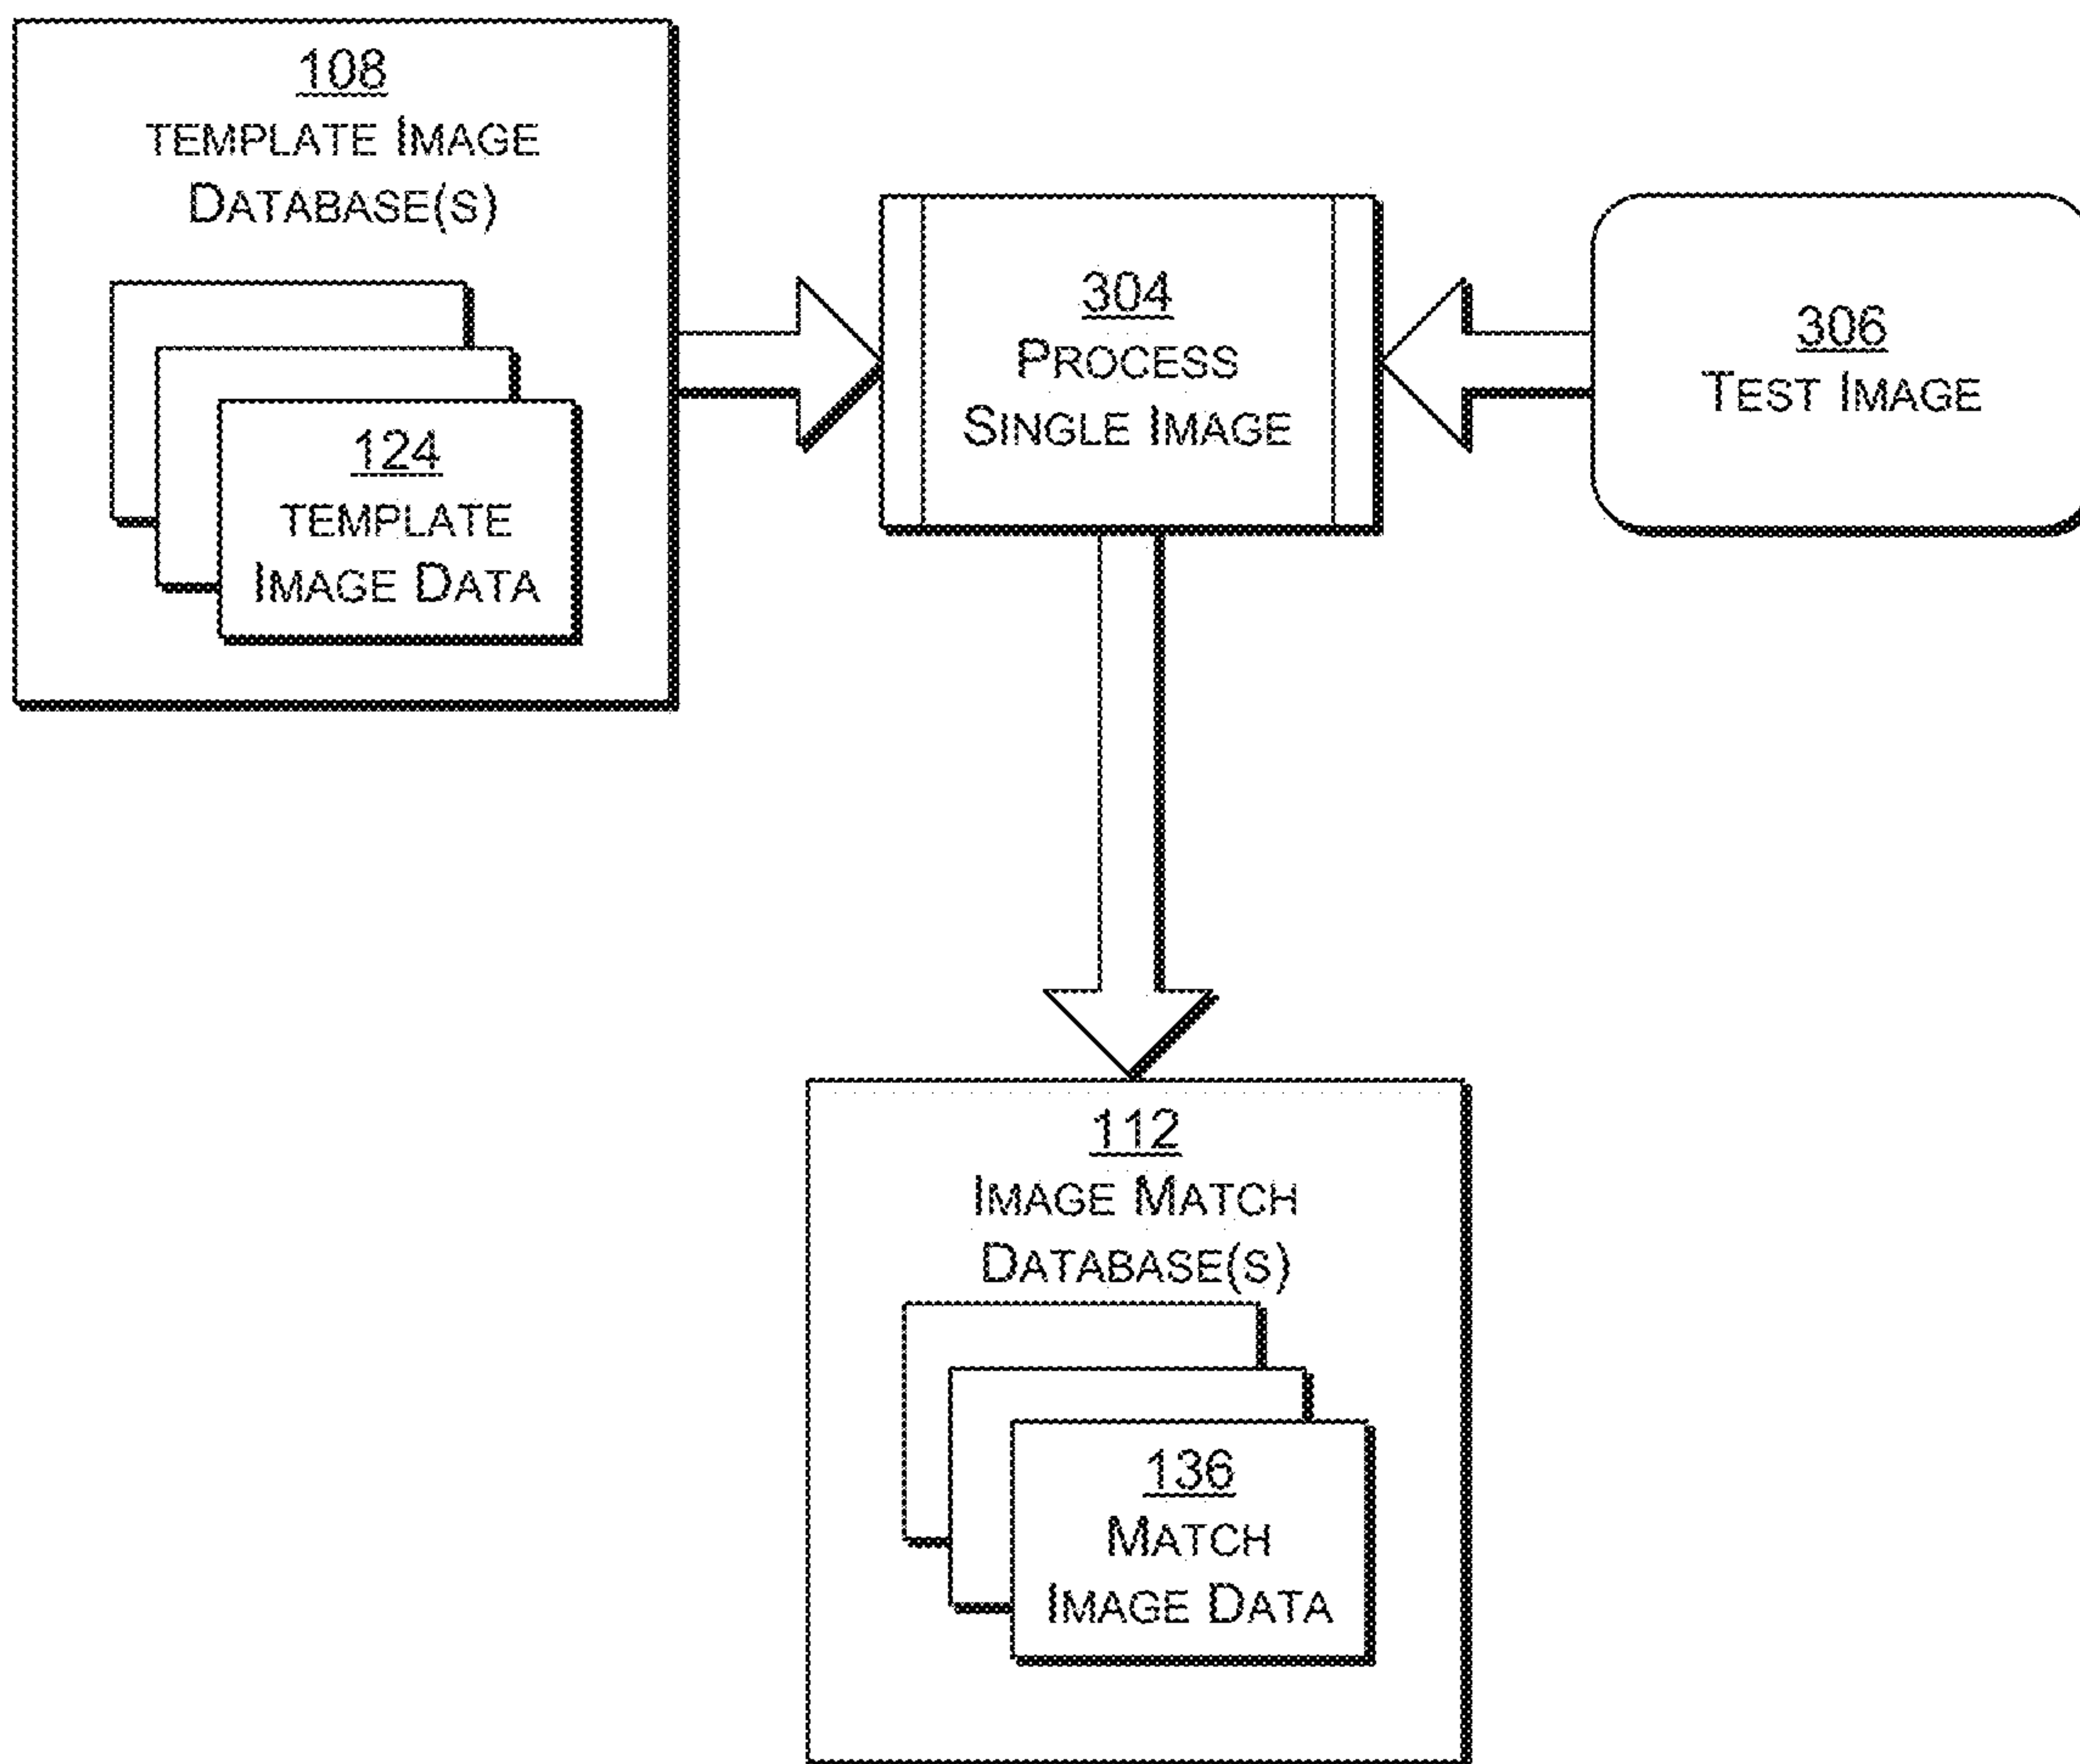 108
TEMPLATE IMAGE
DATABASE(S)
124
TEMPLATE
IMAGE DATA
304
PROCESS
SINGLE IMAGE
306
TEST IMAGE
112
IMAGE MATCH
DATABASE(S)
136
MATCH
IMAGE DATA